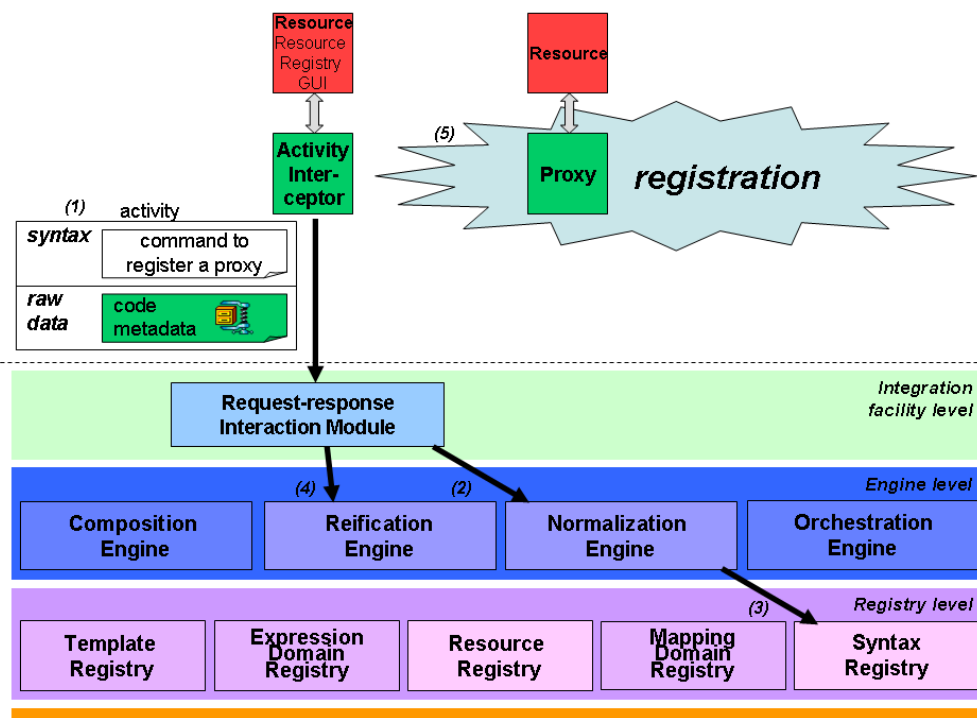 Resource
Resource
Registry
GUI
Resource
Activity
Inter-
ceptor
(5)
Proxy
registration
(1)
activity
syntax
command to
register a proxy
raw
data
code
metadata
Integration
facility level
Request-response
Interaction Module
(4)
(2)
Engine level
Composition
Engine
Reification
Engine
Normalization
Engine
Orchestration
Engine
(3)
Registry level
Template
Registry
Expression
Domain
Registry
Resource
Registry
Mapping
Domain
Registry
Syntax
Registry